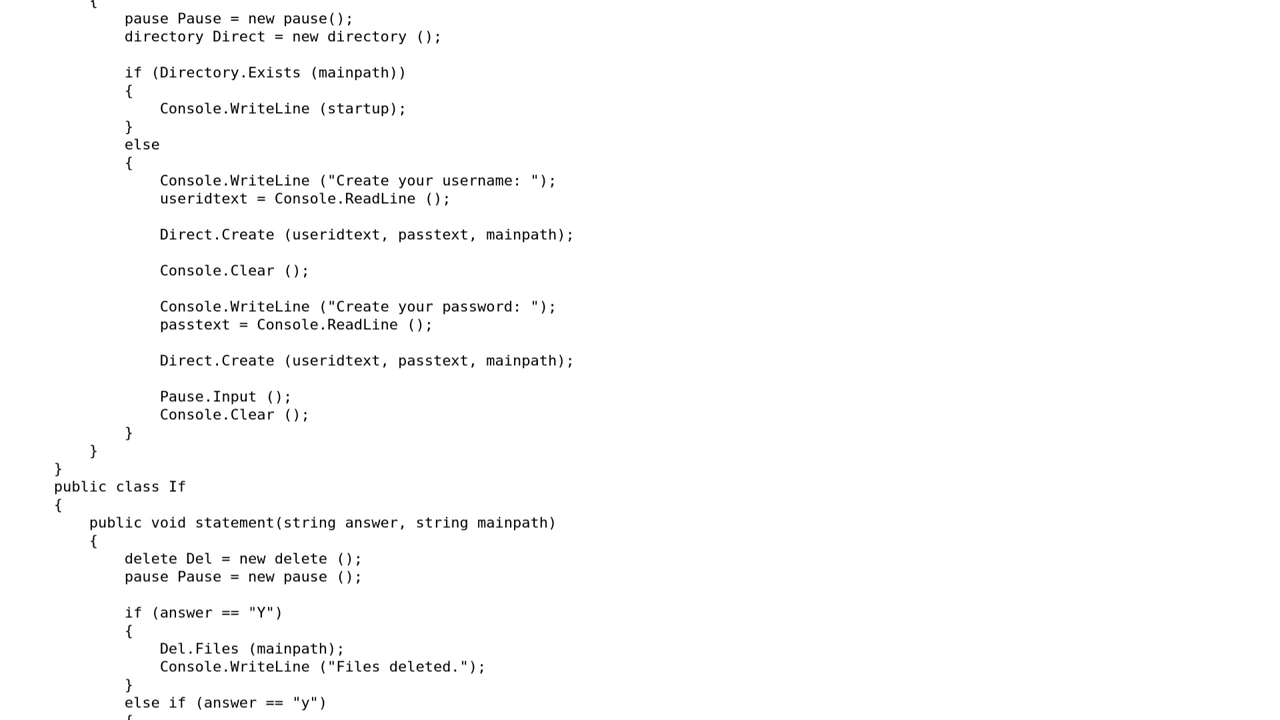 {
pause Pause = new pause();
directory Direct = new directory ();
if (Directory.Exists (mainpath))
{
Console.WriteLine (startup);
}
else
{
Console.WriteLine ("Create your username: ");
useridtext = Console.ReadLine ();
Direct.Create (useridtext, passtext, mainpath);
Console.Clear ();
Console.WriteLine ("Create your password: ");
passtext = Console.ReadLine ();
Direct.Create (useridtext, passtext, mainpath);
Pause.Input ();
Console.Clear ();
}
}
}
public class If
{
public void statement(string answer, string mainpath)
{
delete Del = new delete ();
pause Pause = new pause ();
if (answer == "Y")
{
Del.Files (mainpath);
Console.WriteLine ("Files deleted.");
}
else if (answer == "y")
{